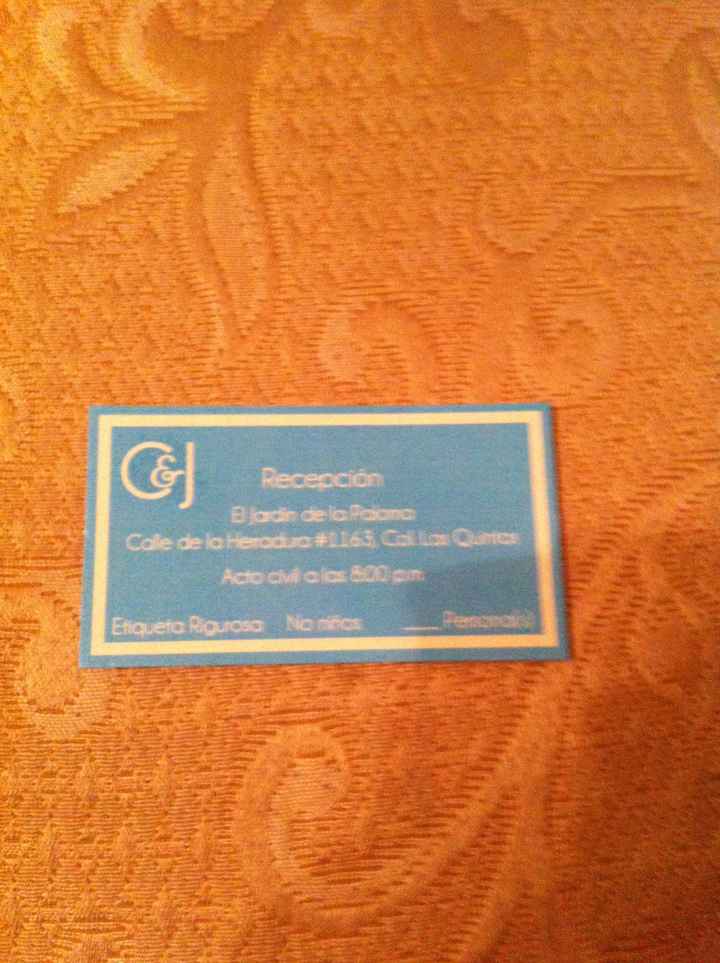 C&J
Recepción
El Jardín de la Paloma
Calle de la Herradura #1163, Col. Las Quintas
Acto civil a las 8:00 p.m.
Etiqueta Rigurosa No niños ___ Persona(s)